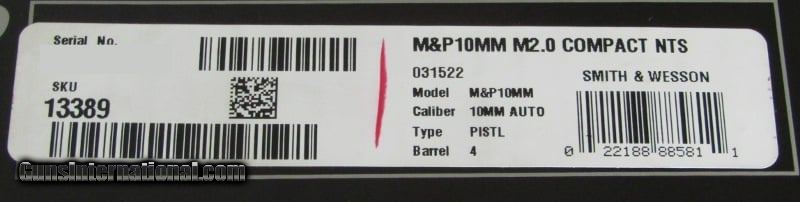 Serial No.
SKU
13389
M&P10MM M2.0 COMPACT NTS
031522
Model M&P10MM
Caliber 10MM AUTO
Type PISTL
Barrel 4
SMITH & WESSON
0 22188 88581 1
GunsInternational.com